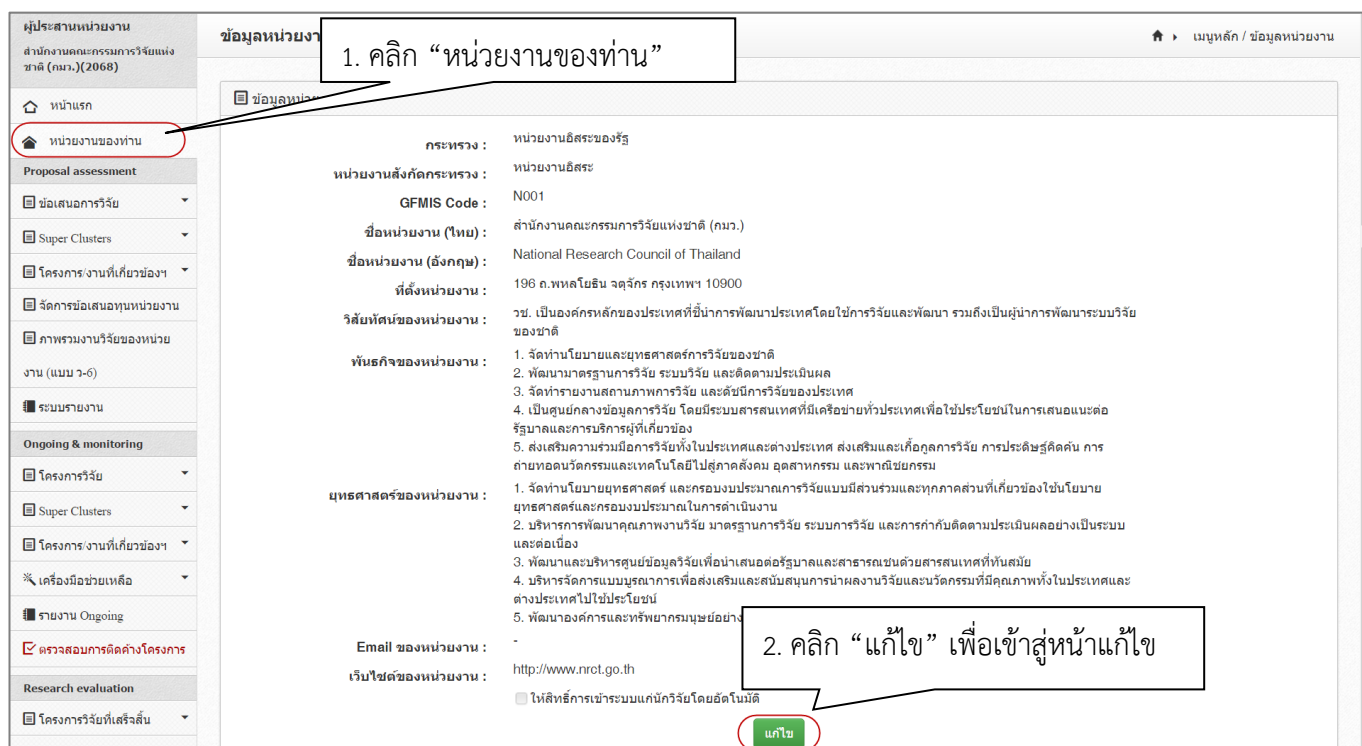 ผู้ประสานหน่วยงาน
สำนักงานคณะกรรมการวิจัยแห่ง
ชาติ (กมว.)(2068)
หน้าแรก
หน่วยงานของท่าน
Proposal assessment
ข้อเสนอการวิจัย
Super Clusters
โครงการ/งานที่เกี่ยวข้องฯ
จัดการข้อเสนอทุนหน่วยงาน
ภาพรวมงานวิจัยของหน่วย
งาน (แบบ ว-6)
ระบบรายงาน
Ongoing & monitoring
โครงการวิจัย
Super Clusters
โครงการ/งานที่เกี่ยวข้องฯ
เครื่องมือช่วยเหลือ
รายงาน Ongoing
ตรวจสอบการติดค้างโครงการ
Research evaluation
โครงการวิจัยที่เสร็จสิ้น
ข้อมูลหน่วยงา
เมนูหลัก / ข้อมูลหน่วยงาน
1. คลิก “หน่วยงานของท่าน”
ข้อมูลหน่ว
กระทรวง : หน่วยงานอิสระของรัฐ
หน่วยงานสังกัดกระทรวง : หน่วยงานอิสระ
GFMIS Code : N001
ชื่อหน่วยงาน (ไทย) : สำนักงานคณะกรรมการวิจัยแห่งชาติ (กมว.)
ชื่อหน่วยงาน (อังกฤษ) : National Research Council of Thailand
ที่ตั้งหน่วยงาน : 196 ถ.พหลโยธิน จตุจักร กรุงเทพฯ 10900
วิสัยทัศน์ของหน่วยงาน : วช. เป็นองค์กรหลักของประเทศที่ชี้นำการพัฒนาประเทศโดยใช้การวิจัยและพัฒนา รวมถึงเป็นผู้นำการพัฒนาระบบวิจัย
ของชาติ
พันธกิจของหน่วยงาน : 1. จัดทำนโยบายและยุทธศาสตร์การวิจัยของชาติ
2. พัฒนามาตรฐานการวิจัย ระบบวิจัย และติดตามประเมินผล
3. จัดทำรายงานสถานภาพการวิจัย และดัชนีการวิจัยของประเทศ
4. เป็นศูนย์กลางข้อมูลการวิจัย โดยมีระบบสารสนเทศที่มีเครือข่ายทั่วประเทศเพื่อใช้ประโยชน์ในการเสนอแนะต่อ
รัฐบาลและการบริการผู้ที่เกี่ยวข้อง
5. ส่งเสริมความร่วมมือการวิจัยทั้งในประเทศและต่างประเทศ ส่งเสริมและเกื้อกูลการวิจัย การประดิษฐ์คิดค้น การ
ถ่ายทอดนวัตกรรมและเทคโนโลยีไปสู่ภาคสังคม อุตสาหกรรม และพาณิชยกรรม
ยุทธศาสตร์ของหน่วยงาน : 1. จัดทำนโยบายยุทธศาสตร์ และกรอบงบประมาณการวิจัยแบบมีส่วนร่วมและทุกภาคส่วนที่เกี่ยวข้องใช้นโยบาย
ยุทธศาสตร์และกรอบงบประมาณในการดำเนินงาน
2. บริหารการพัฒนาคุณภาพงานวิจัย มาตรฐานการวิจัย ระบบการวิจัย และการกำกับติดตามประเมินผลอย่างเป็นระบบ
และต่อเนื่อง
3. พัฒนาและบริหารศูนย์ข้อมูลวิจัยเพื่อนำเสนอต่อรัฐบาลและสาธารณชนด้วยสารสนเทศที่ทันสมัย
4. บริหารจัดการแบบบูรณาการเพื่อส่งเสริมและสนับสนุนการนำผลงานวิจัยและนวัตกรรมที่มีคุณภาพทั้งในประเทศและ
ต่างประเทศไปใช้ประโยชน์
5. พัฒนาองค์การและทรัพยากรมนุษย์อย่าง
2. คลิก “แก้ไข” เพื่อเข้าสู่หน้าแก้ไข
Email ของหน่วยงาน : -
เว็บไซต์ของหน่วยงาน : http://www.nrct.go.th
ให้สิทธิ์การเข้าระบบแก่นักวิจัยโดยอัตโนมัติ
แก้ไข